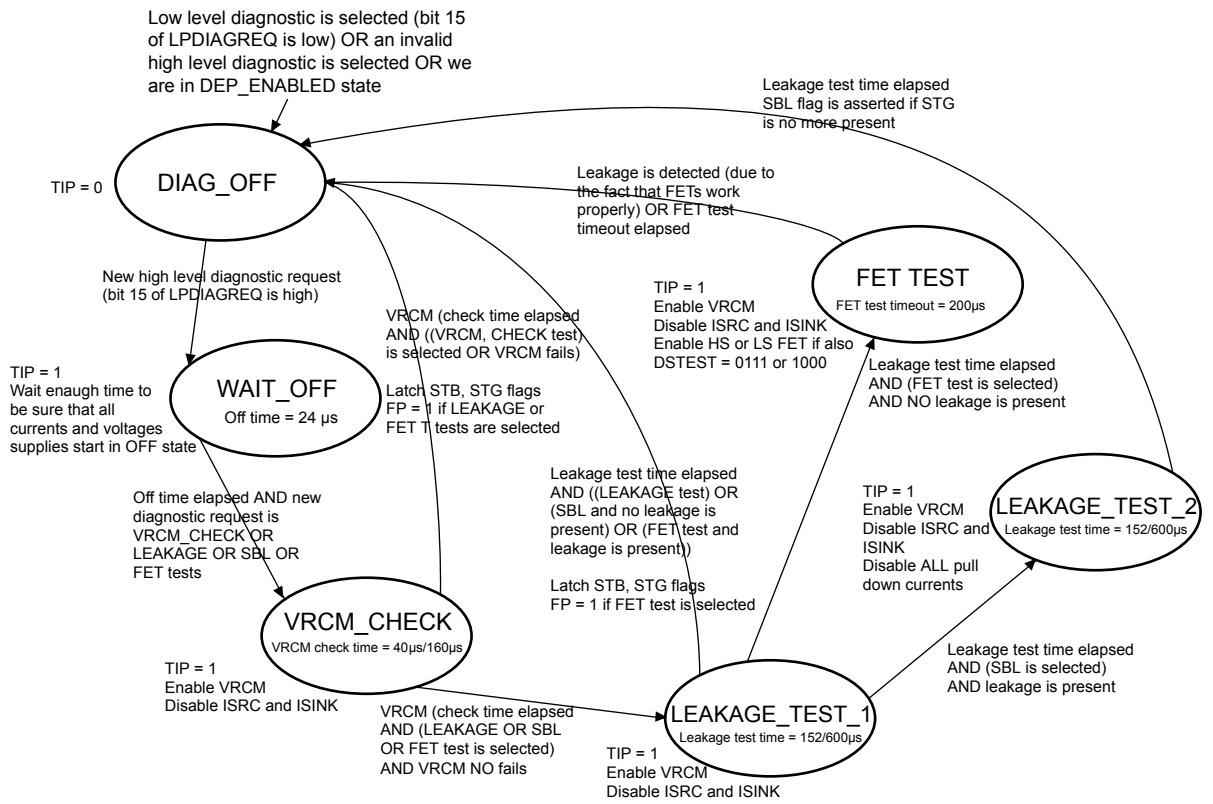 Low level diagnostic is selected (bit 15
of LPDIAGREQ is low) OR an invalid
high level diagnostic is selected OR we
are in DEP_ENABLED state
Leakage test time elapsed
SBL flag is asserted if STG
is no more present
TIP = 0
DIAG_OFF
Leakage is detected (due to
the fact that FETs work
properly) OR FET test
timeout elapsed
New high level diagnostic request
(bit 15 of LPDIAGREQ is high)
FET TEST
FET test timeout = 200µs
TIP = 1
Enable VRCM
Disable ISRC and ISINK
Enable HS or LS FET if also
DSTEST = 0111 or 1000
VRCM (check time elapsed
AND ((VRCM, CHECK test)
is selected OR VRCM fails)
Latch STB, STG flags
FP = 1 if LEAKAGE or
FET T tests are selected
Leakage test time elapsed
AND (FET test is selected)
AND NO leakage is present
TIP = 1
Wait enaugh time to
be sure that all
currents and voltages
supplies start in OFF state
WAIT_OFF
Off time = 24 µs
Off time elapsed AND new
diagnostic request is
VRCM_CHECK OR
LEAKAGE OR SBL OR
FET tests
Leakage test time elapsed
AND ((LEAKAGE test) OR
(SBL and no leakage is
present) OR (FET test and
leakage is present))
Latch STB, STG flags
FP = 1 if FET test is selected
TIP = 1
Enable VRCM
Disable ISRC and
ISINK
Disable ALL pull
down currents
LEAKAGE_TEST_2
Leakage test time = 152/600µs
VRCM_CHECK
VRCM check time = 40µs/160µs
TIP = 1
Enable VRCM
Disable ISRC and ISINK
Leakage test time elapsed
AND (SBL is selected)
AND leakage is present
VRCM (check time elapsed
AND (LEAKAGE OR SBL
OR FET test is selected)
AND VRCM NO fails
LEAKAGE_TEST_1
Leakage test time = 152/600µs
TIP = 1
Enable VRCM
Disable ISRC and ISINK